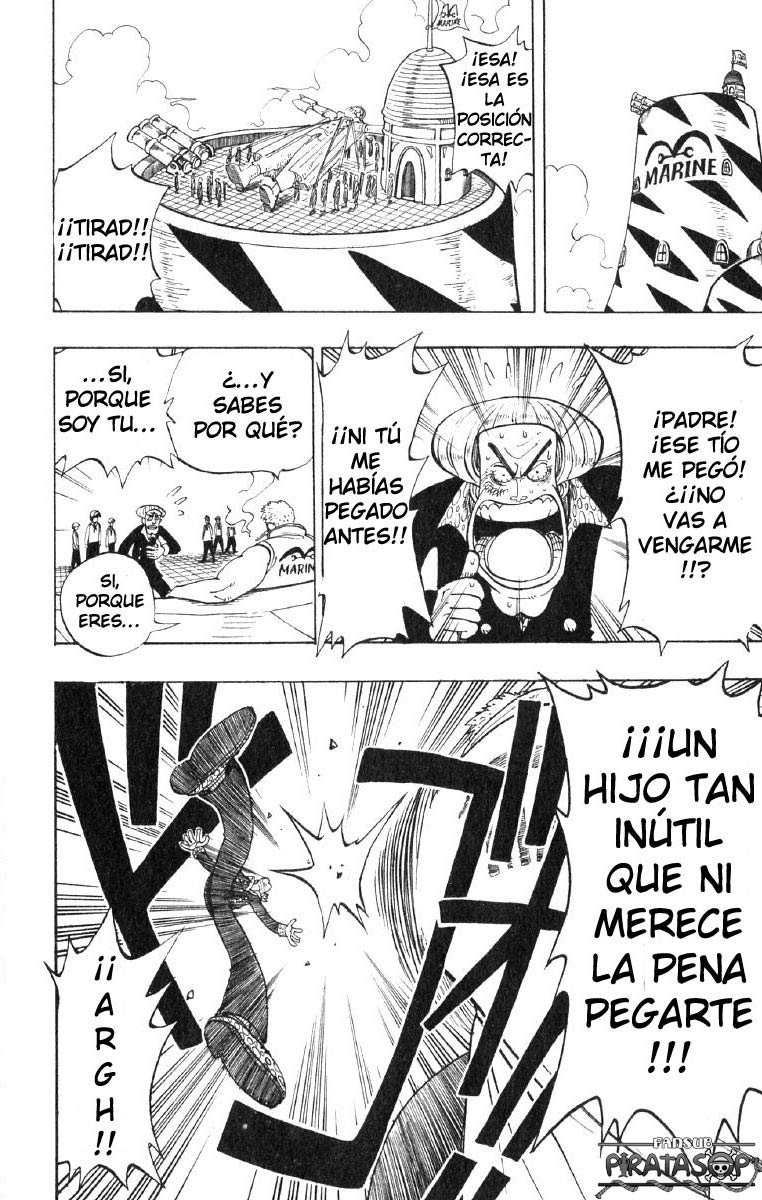 MARINE
MARINE
¡ESA!
¡ESA ES
LA
POSICIÓN
CORREC-
TA!
¡¡TIRAD!!
¡¡TIRAD!!
¡PADRE!
¡ESE TÍO
ME PEGÓ!
¿¡¡NO
VAS A
VENGARME
!!?
¡¡NI TÚ
ME
HABÍAS
PEGADO
ANTES!!
¿...Y
SABES
POR QUÉ?
...SI,
PORQUE
SOY TU...
MARINE
SI,
PORQUE
ERES...
¡¡¡UN
HIJO TAN
INÚTIL
QUE NI
MERECE
LA PENA
PEGARTE
!!!
¡¡
A
R
G
H
!!
FANSUB
PIRATASOP